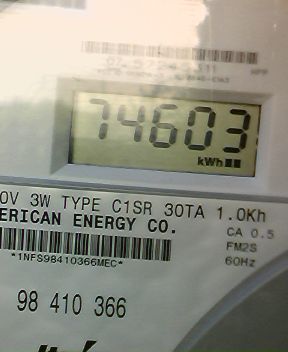 74603
kWh
0V 3W TYPE C1SR 30TA 1.0Kh
ERICAN ENERGY CO.
CA 0.5
FM2S
60Hz
*1NFS98410366MEC*
98 410 366